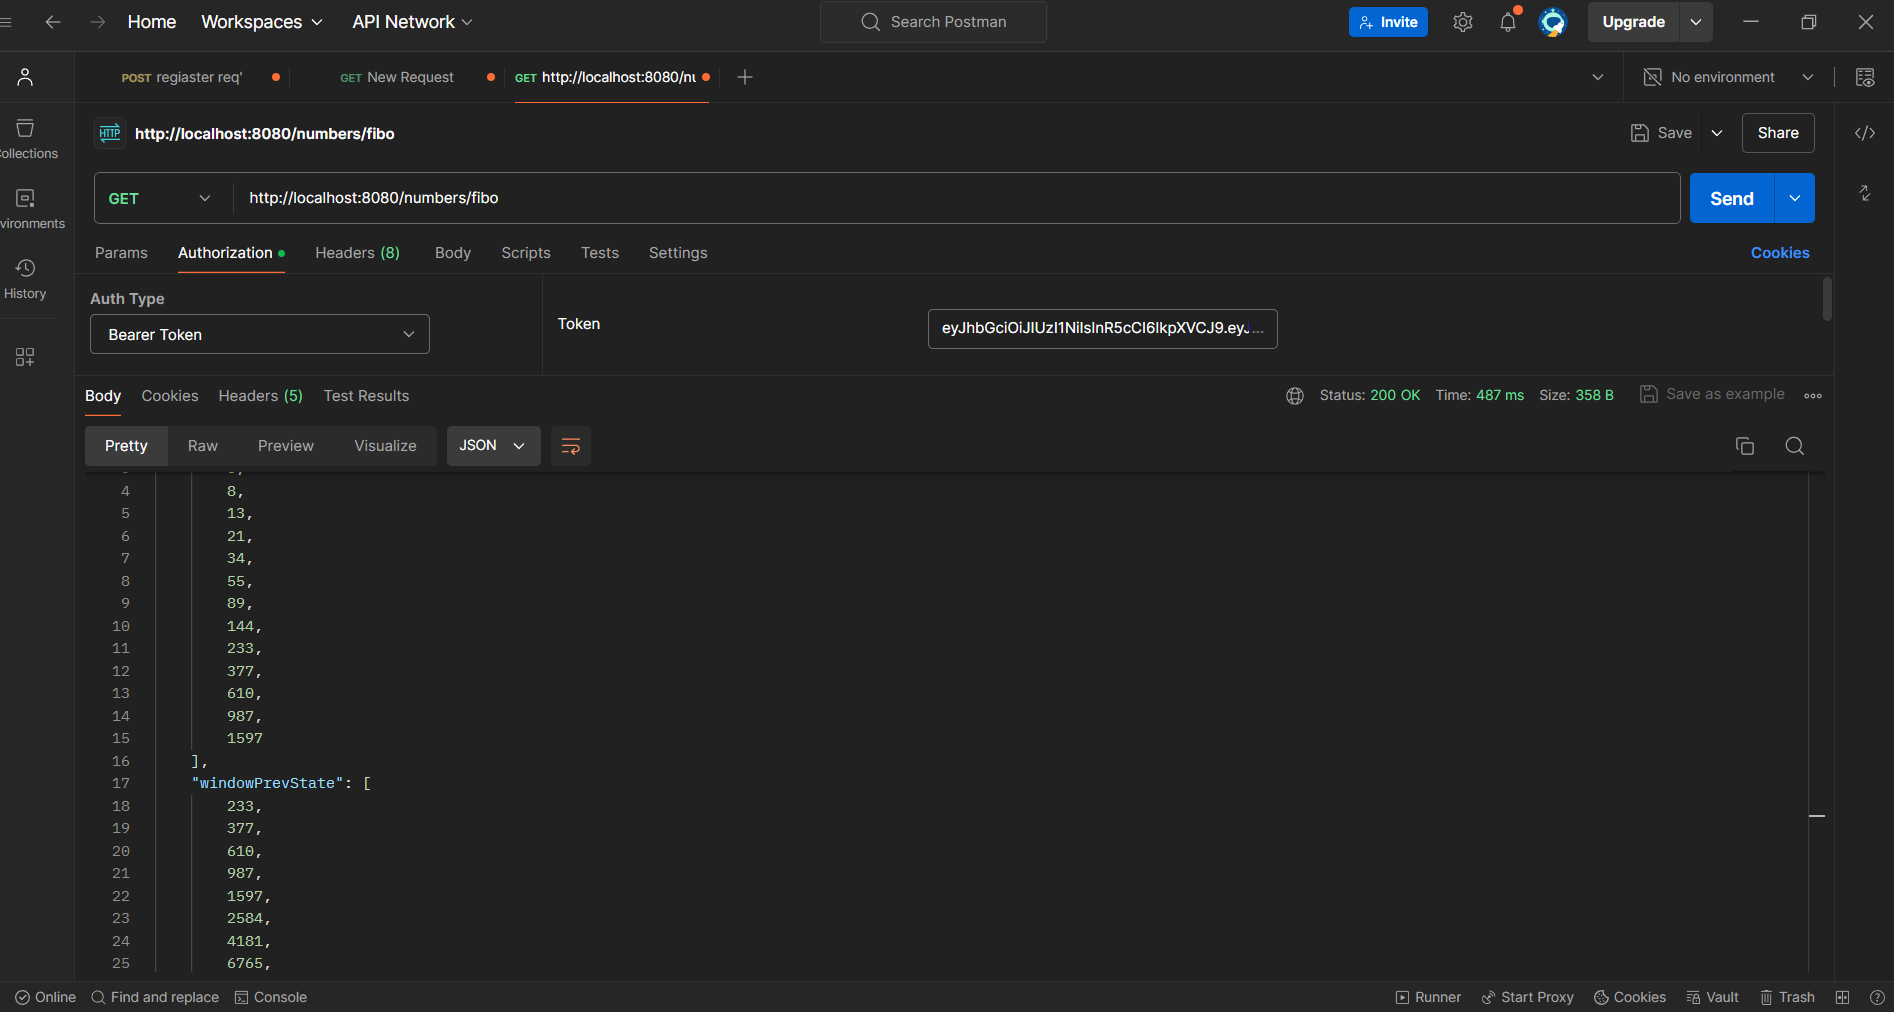 Home Workspaces API Network Search Postman Invite Upgrade
POST regiaster req' GET New Request GET http://localhost:8080/nu No environment
HTTP http://localhost:8080/numbers/fibo Save Share
ollections
GET http://localhost:8080/numbers/fibo Send
vironments
Params Authorization Headers (8) Body Scripts Tests Settings Cookies
History
Auth Type
Bearer Token
Token eyJhbGciOiJIUzI1NiIsInR5cCI6IkpXVCJ9.eyJ...
Body Cookies Headers (5) Test Results Status: 200 OK Time: 487 ms Size: 358 B Save as example
Pretty Raw Preview Visualize JSON
4 8,
5 13,
6 21,
7 34,
8 55,
9 89,
10 144,
11 233,
12 377,
13 610,
14 987,
15 1597
16 ],
17 "windowPrevState": [
18 233,
19 377,
20 610,
21 987,
22 1597,
23 2584,
24 4181,
25 6765,
Online Find and replace Console Runner Start Proxy Cookies Vault Trash